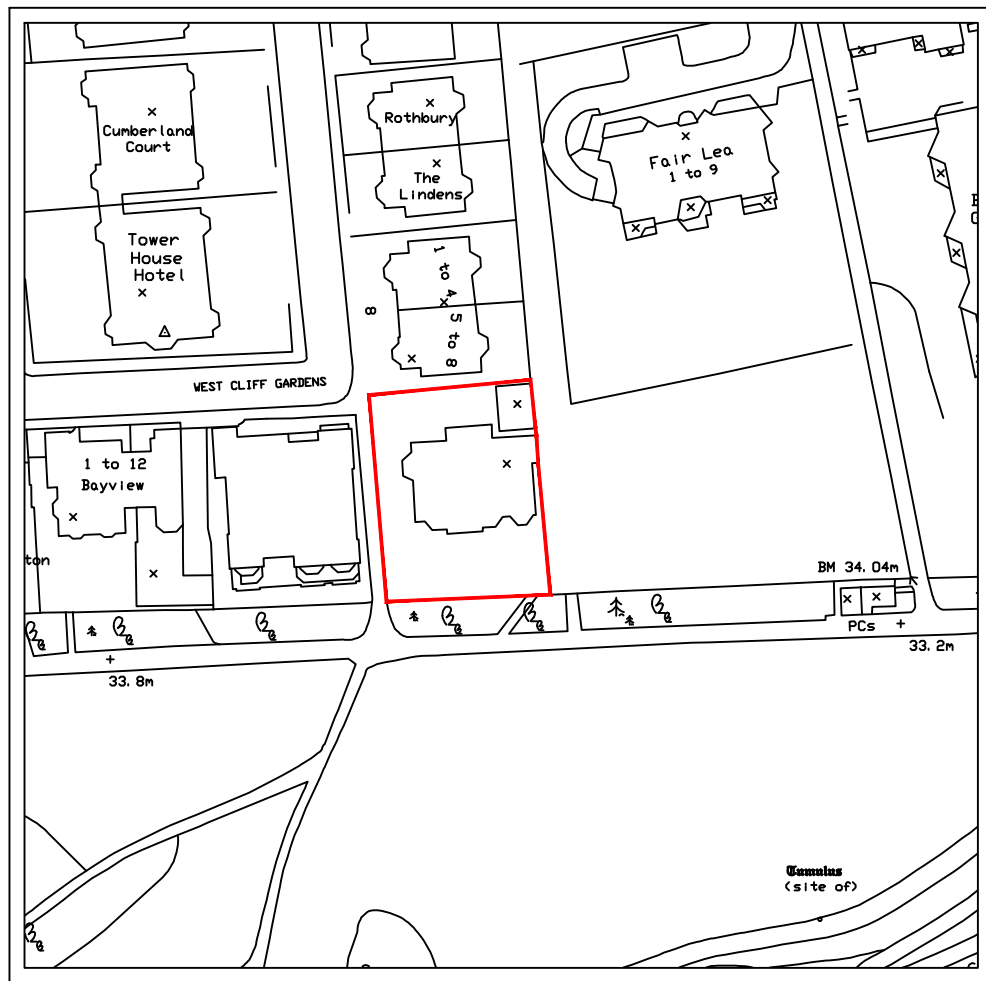 Cumberland
Court
Rothbury
The
Lindens
Fair Lea
1 to 9
Tower
House
Hotel
1 to 4
5 to 8
8
WEST CLIFF GARDENS
1 to 12
Bayview
ton
BM 34.04m
PCs
33.2m
33.8m
Tumulus
(site of)